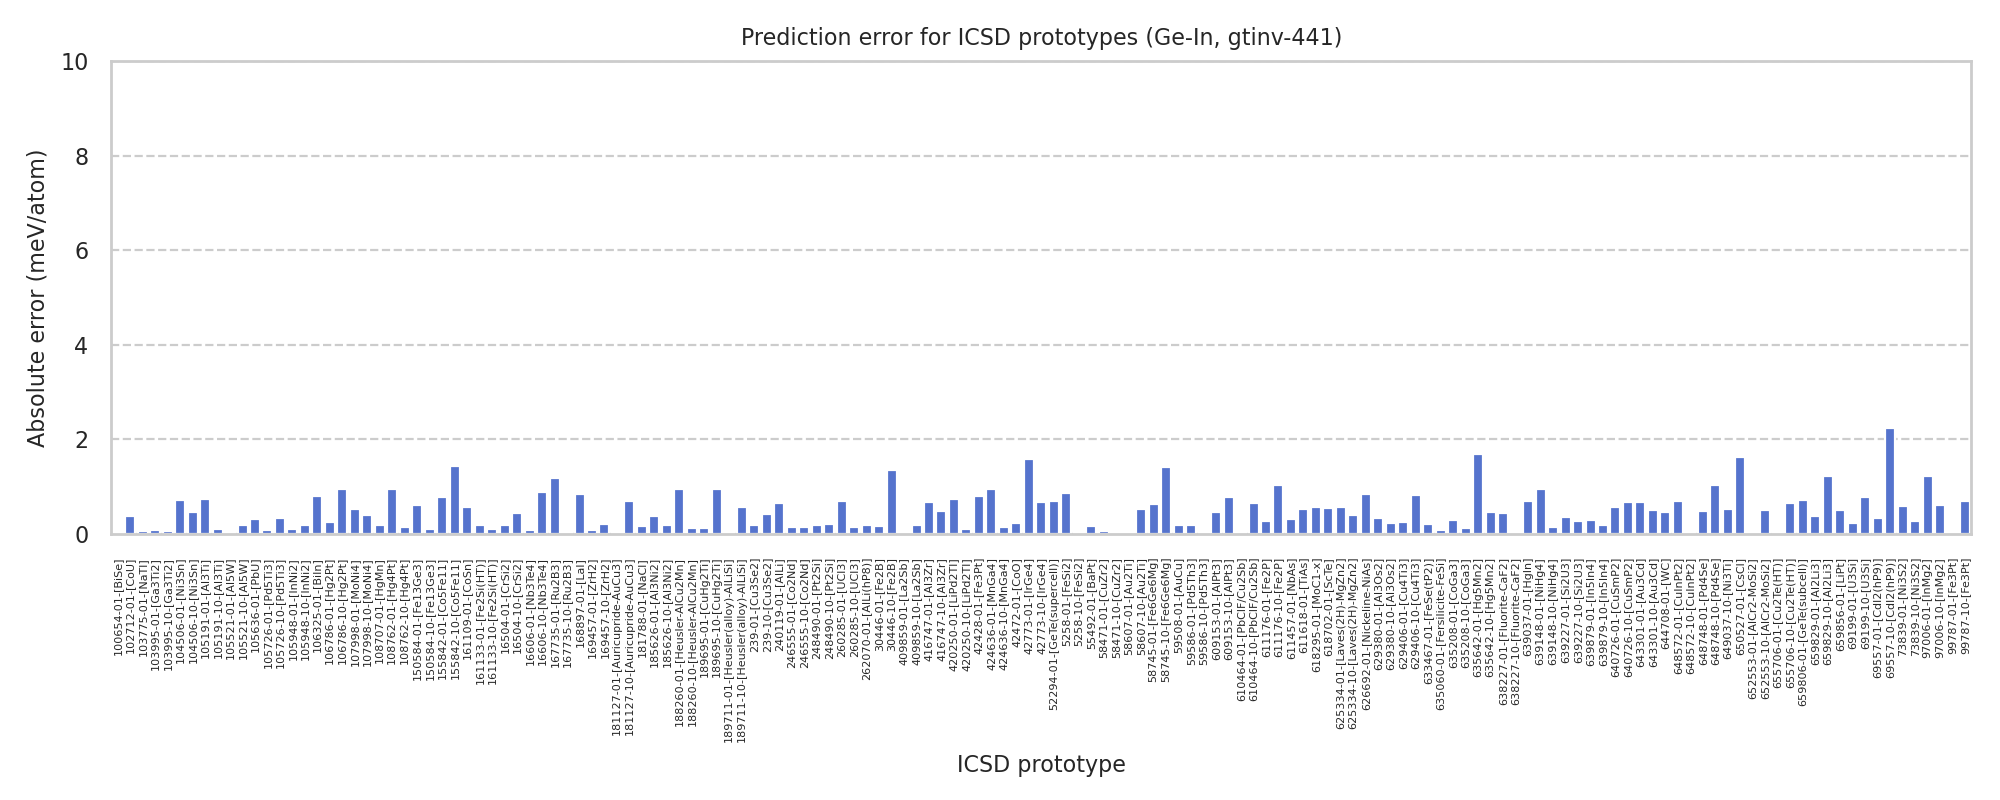 Prediction error for ICSD prototypes (Ge-In, gtinv-441)
Absolute error (meV/atom)
10
8
6
4
2
0
100654-01-[BiSe]
102712-01-[CoU]
103775-01-[NaTl]
103995-01-[Ga3Ti2]
103995-10-[Ga3Ti2]
104506-01-[Ni3Sn]
104506-10-[Ni3Sn]
105191-01-[Al3Ti]
105191-10-[Al3Ti]
105521-01-[Al5W]
105521-10-[Al5W]
105636-01-[PbU]
105726-01-[Pd5Ti3]
105726-10-[Pd5Ti3]
105948-01-[InNi2]
105948-10-[InNi2]
106325-01-[BiIn]
106786-01-[Hg2Pt]
106786-10-[Hg2Pt]
107998-01-[MoNi4]
107998-10-[MoNi4]
108707-01-[HgMn]
108762-01-[Hg4Pt]
108762-10-[Hg4Pt]
150584-01-[Fe13Ge3]
150584-10-[Fe13Ge3]
155842-01-[Co5Fe11]
155842-10-[Co5Fe11]
161109-01-[CoSn]
161133-01-[Fe2Si(HT)]
161133-10-[Fe2Si(HT)]
16504-01-[CrSi2]
16504-10-[CrSi2]
16606-01-[Nb3Te4]
16606-10-[Nb3Te4]
167735-01-[Ru2B3]
167735-10-[Ru2B3]
168897-01-[LaI]
169457-01-[ZrH2]
169457-10-[ZrH2]
181127-01-[Auricupride-AuCu3]
181127-10-[Auricupride-AuCu3]
181788-01-[NaCl]
185626-01-[Al3Ni2]
185626-10-[Al3Ni2]
188260-01-[Heusler-AlCu2Mn]
188260-10-[Heusler-AlCu2Mn]
189695-01-[CuHg2Ti]
189695-10-[CuHg2Ti]
189711-01-[Heusler(alloy)-AlLiSi]
189711-10-[Heusler(alloy)-AlLiSi]
239-01-[Cu3Se2]
239-10-[Cu3Se2]
240119-01-[AlLi]
246555-01-[Co2Nd]
246555-10-[Co2Nd]
248490-01-[Pt2Si]
248490-10-[Pt2Si]
260285-01-[UCl3]
260285-10-[UCl3]
262070-01-[AlLi(hP8)]
30446-01-[Fe2B]
30446-10-[Fe2B]
409859-01-[La2Sb]
409859-10-[La2Sb]
416747-01-[Al3Zr]
416747-10-[Al3Zr]
420250-01-[LiPd2Tl]
420250-10-[LiPd2Tl]
42428-01-[Fe3Pt]
424636-01-[MnGa4]
424636-10-[MnGa4]
42472-01-[CoO]
42773-01-[IrGe4]
42773-10-[IrGe4]
52294-01-[GeTe(supercell)]
5258-01-[FeSi2]
5258-10-[FeSi2]
55492-01-[BaPt]
58471-01-[CuZr2]
58471-10-[CuZr2]
58607-01-[Au2Ti]
58607-10-[Au2Ti]
58745-01-[Fe6Ge6Mg]
58745-10-[Fe6Ge6Mg]
59508-01-[AuCu]
59586-01-[Pd5Th3]
59586-10-[Pd5Th3]
609153-01-[AlPt3]
609153-10-[AlPt3]
610464-01-[PbClF/Cu2Sb]
610464-10-[PbClF/Cu2Sb]
611176-01-[Fe2P]
611176-10-[Fe2P]
611457-01-[NbAs]
611618-01-[TiAs]
618295-01-[MoC1-x]
618702-01-[ScTe]
625334-01-[Laves(2H)-MgZn2]
625334-10-[Laves(2H)-MgZn2]
626692-01-[Nickeline-NiAs]
629380-01-[Al3Os2]
629380-10-[Al3Os2]
629406-01-[Cu4Ti3]
629406-10-[Cu4Ti3]
633467-01-[FeSe(tP2)]
635060-01-[Fersilicite-FeSi]
635208-01-[CoGa3]
635208-10-[CoGa3]
635642-01-[Hg5Mn2]
635642-10-[Hg5Mn2]
638227-01-[Fluorite-CaF2]
638227-10-[Fluorite-CaF2]
639037-01-[HgIn]
639148-01-[NiHg4]
639148-10-[NiHg4]
639227-01-[Si2U3]
639227-10-[Si2U3]
639879-01-[In5In4]
639879-10-[In5In4]
640726-01-[CuSmP2]
640726-10-[CuSmP2]
643301-01-[Au3Cd]
643301-10-[Au3Cd]
644708-01-[WC]
648572-01-[CuInPt2]
648572-10-[CuInPt2]
648748-01-[Pd4Se]
648748-10-[Pd4Se]
649037-10-[Ni3Ti]
650527-01-[CsCl]
652553-01-[AlCr2-MoSi2]
652553-10-[AlCr2-MoSi2]
655706-01-[Cu2Te(HT)]
655706-10-[Cu2Te(HT)]
659806-01-[GeTe(subcell)]
659829-01-[Al2Li3]
659829-10-[Al2Li3]
659856-01-[LiPt]
69199-01-[U3Si]
69199-10-[U3Si]
69557-01-[CdI2(hP9)]
69557-10-[CdI2(hP9)]
73839-01-[Ni3S2]
73839-10-[Ni3S2]
97006-01-[InMg2]
97006-10-[InMg2]
99787-01-[Fe3Pt]
99787-10-[Fe3Pt]
ICSD prototype